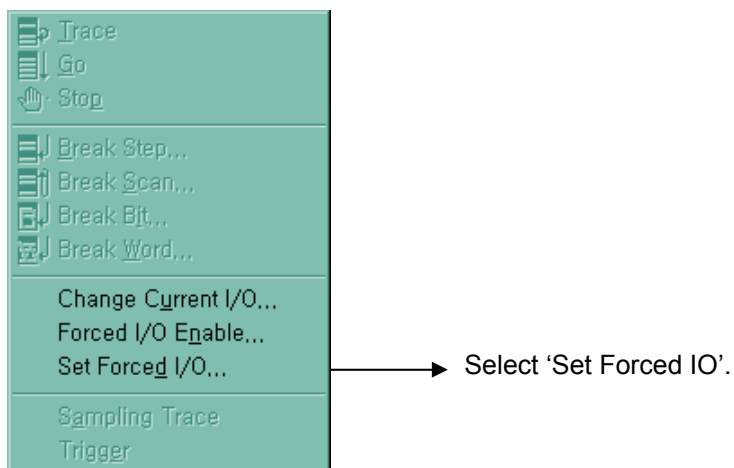 Trace
Go
Stop
Break Step...
Break Scan...
Break Bit...
Break Word...
Change Current I/O...
Forced I/O Enable...
Set Forced I/O...
Select ‘Set Forced IO’.
Sampling Trace
Trigger